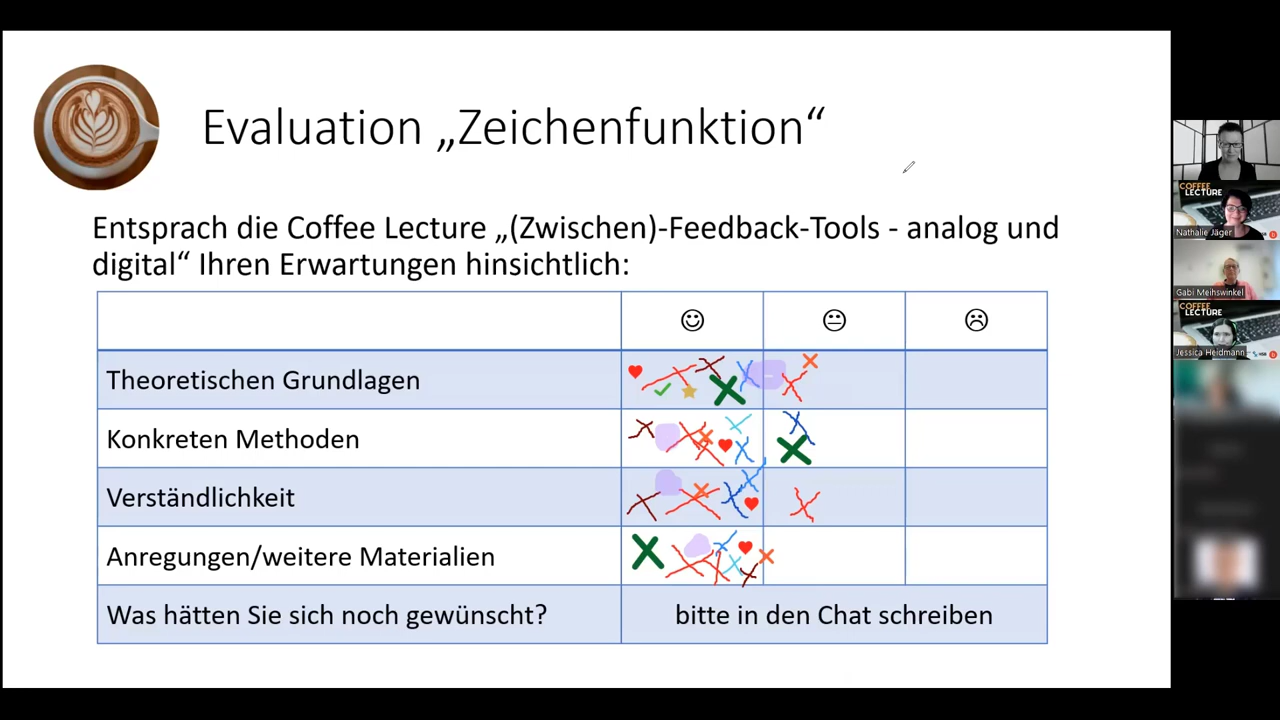 Evaluation „Zeichenfunktion“
Entsprach die Coffee Lecture „(Zwischen)-Feedback-Tools - analog und
digital“ Ihren Erwartungen hinsichtlich:
Theoretischen Grundlagen
Konkreten Methoden
Verständlichkeit
Anregungen/weitere Materialien
Was hätten Sie sich noch gewünscht?
bitte in den Chat schreiben
COFFEE
LECTURE
Nathalie Jäger
Gabi Meihswinkel
COFFEE
LECTURE
Jessica Heidmann